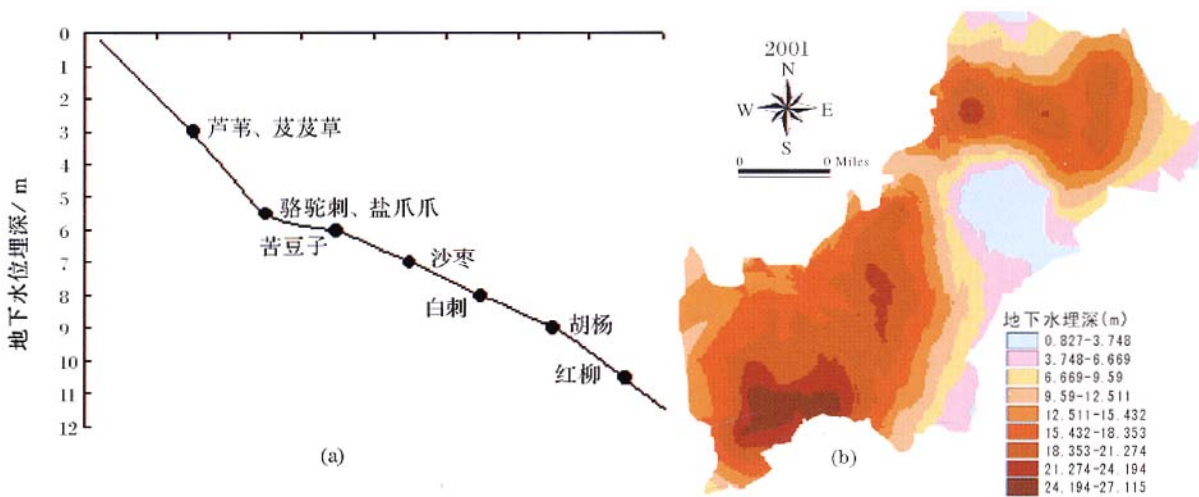 0
1
2
3
4
5
6
7
8
9
10
11
12
地下水位埋深/ m
芦苇、芨芨草
骆驼刺、盐爪爪
苦豆子
沙枣
白刺
胡杨
红柳
(a)
2001
N
W E
S
0 0 Miles
地下水埋深(m)
0.827-3.748
3.748-6.669
6.669-9.59
9.59-12.511
12.511-15.432
15.432-18.353
18.353-21.274
21.274-24.194
24.194-27.115
(b)